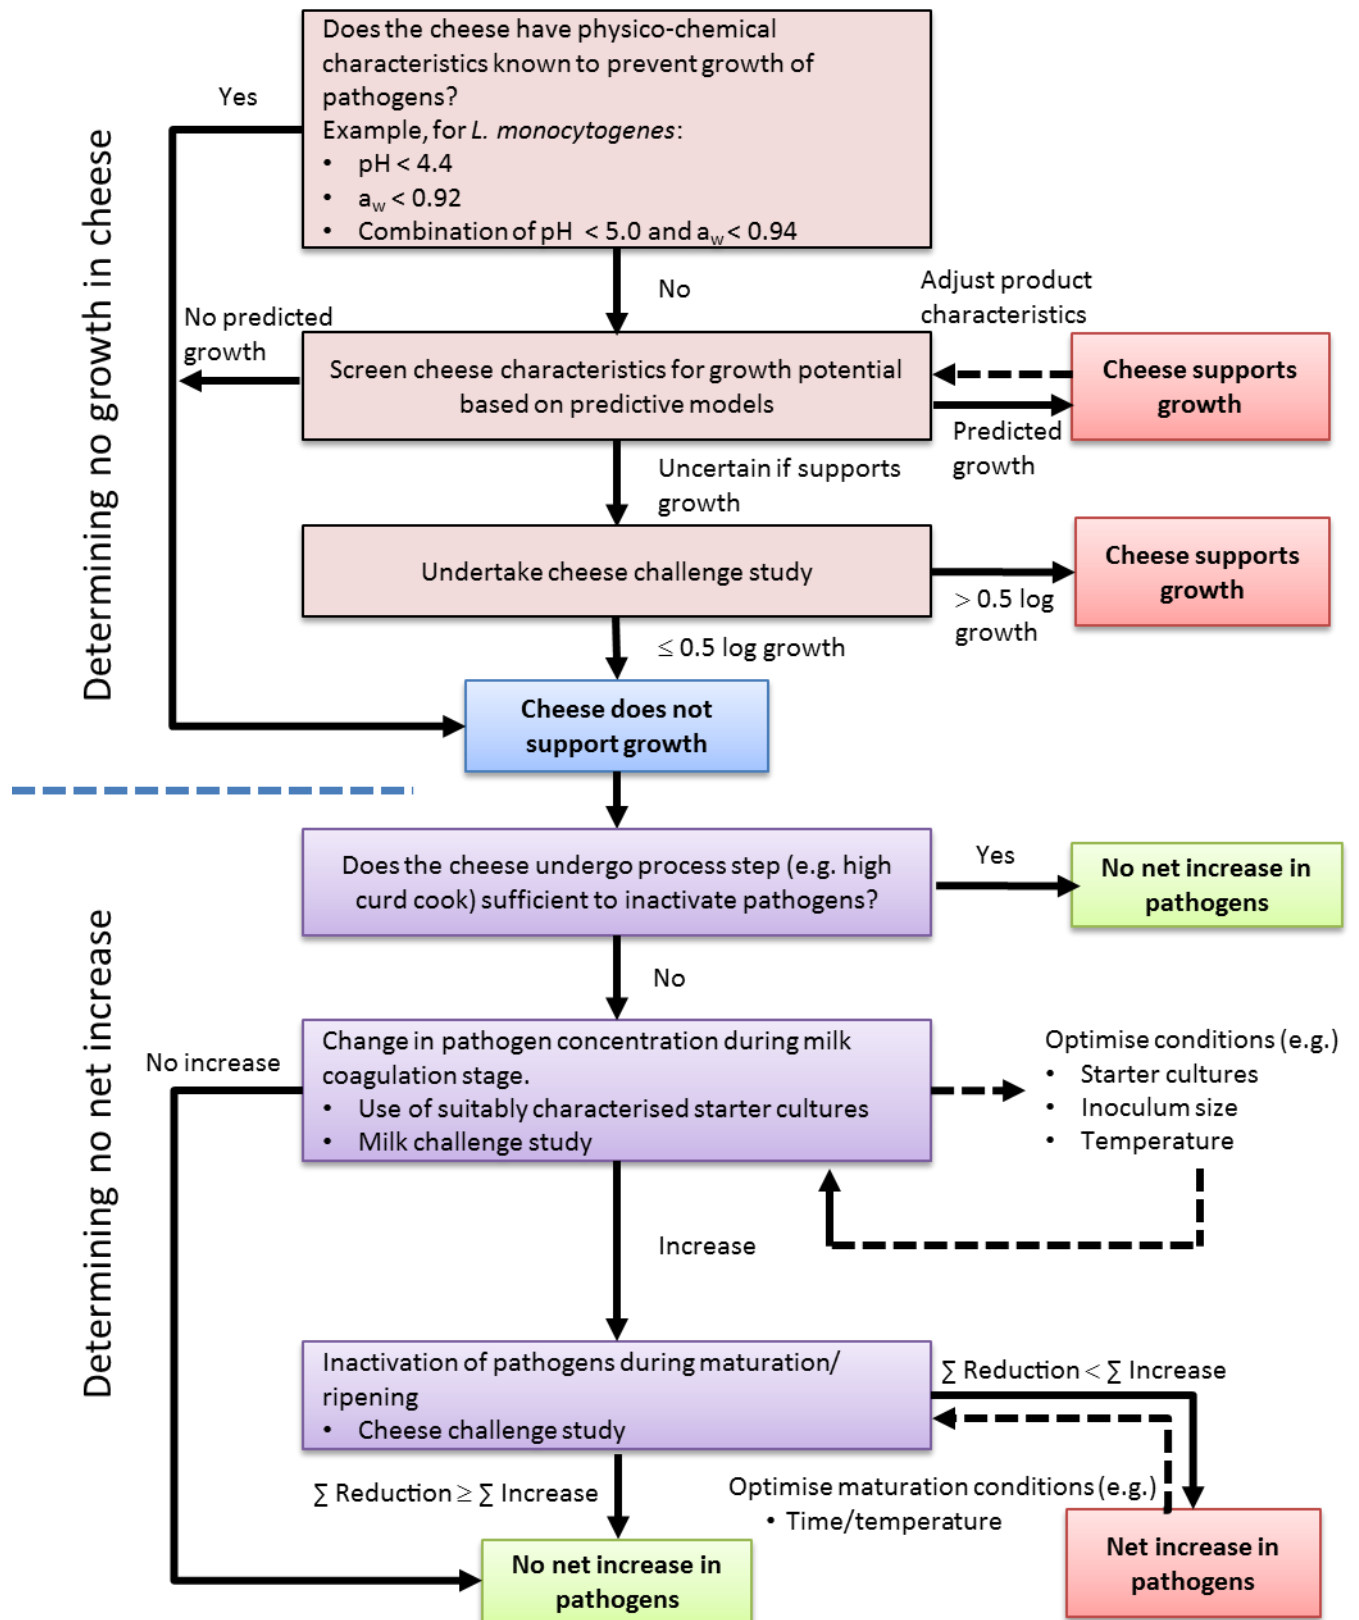 Does the cheese have physico-chemical
characteristics known to prevent growth of
pathogens?
Example, for L. monocytogenes:
• pH < 4.4
• aw < 0.92
• Combination of pH < 5.0 and aw < 0.94
Yes
No
Determining no growth in cheese
No predicted
growth
Screen cheese characteristics for growth potential
based on predictive models
Adjust product
characteristics
Cheese supports
growth
Predicted
growth
Uncertain if supports
growth
Undertake cheese challenge study
Cheese supports
growth
> 0.5 log
growth
≤ 0.5 log growth
Cheese does not
support growth
Determining no net increase
Does the cheese undergo process step (e.g. high
curd cook) sufficient to inactivate pathogens?
Yes
No net increase in
pathogens
No
Change in pathogen concentration during milk
coagulation stage.
• Use of suitably characterised starter cultures
• Milk challenge study
No increase
Optimise conditions (e.g.)
• Starter cultures
• Inoculum size
• Temperature
Increase
Inactivation of pathogens during maturation/
ripening
• Cheese challenge study
∑ Reduction < ∑ Increase
∑ Reduction ≥ ∑ Increase
Optimise maturation conditions (e.g.)
• Time/temperature
No net increase in
pathogens
Net increase in
pathogens